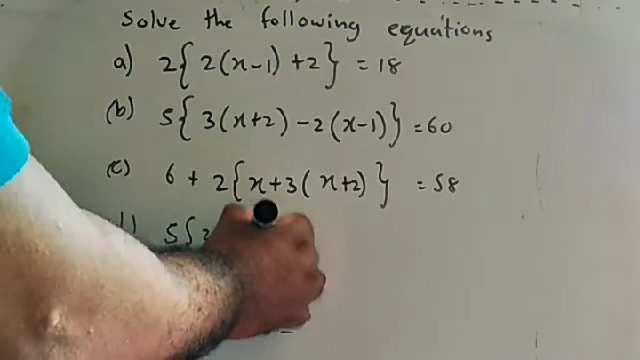 solve the following equations
a) 2{ 2(x-1) +2} = 18
(b) 5{ 3(x+2) - 2(x-1)} = 60
(c) 6 + 2{x+3( x+2)} = 58
5{